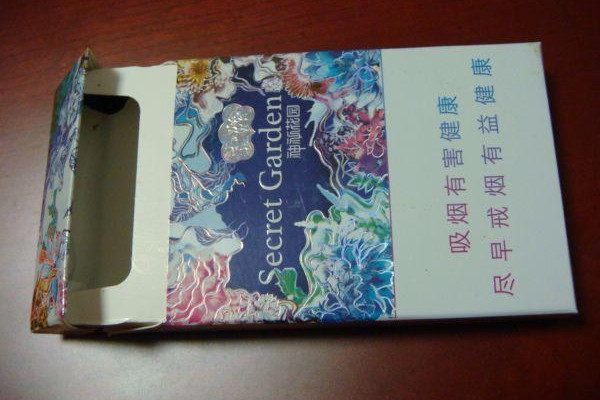 Secret Garden
神秘花园
吸烟有害健康
尽早戒烟有益健康